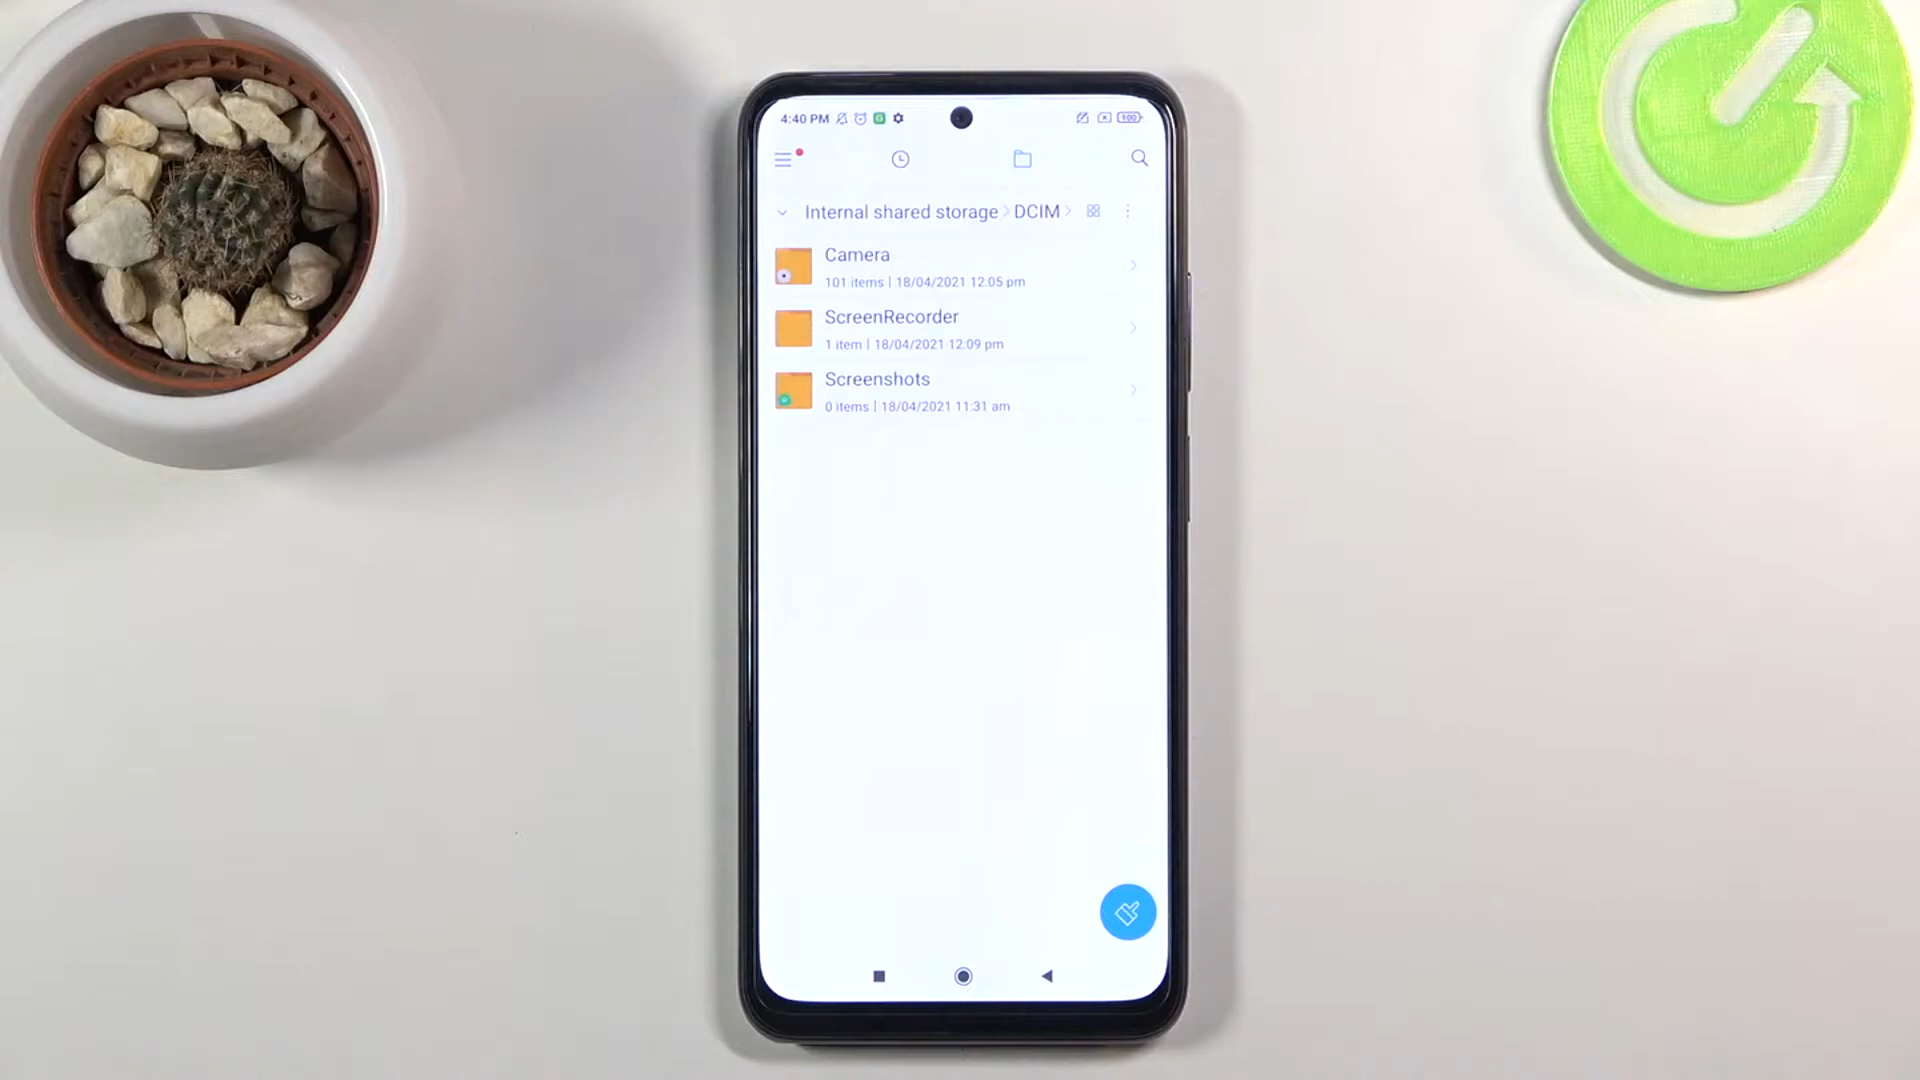 4:40 PM
100
Internal shared storage > DCIM >
Camera
101 items | 18/04/2021 12:05 pm
ScreenRecorder
1 item | 18/04/2021 12:09 pm
Screenshots
0 items | 18/04/2021 11:31 am